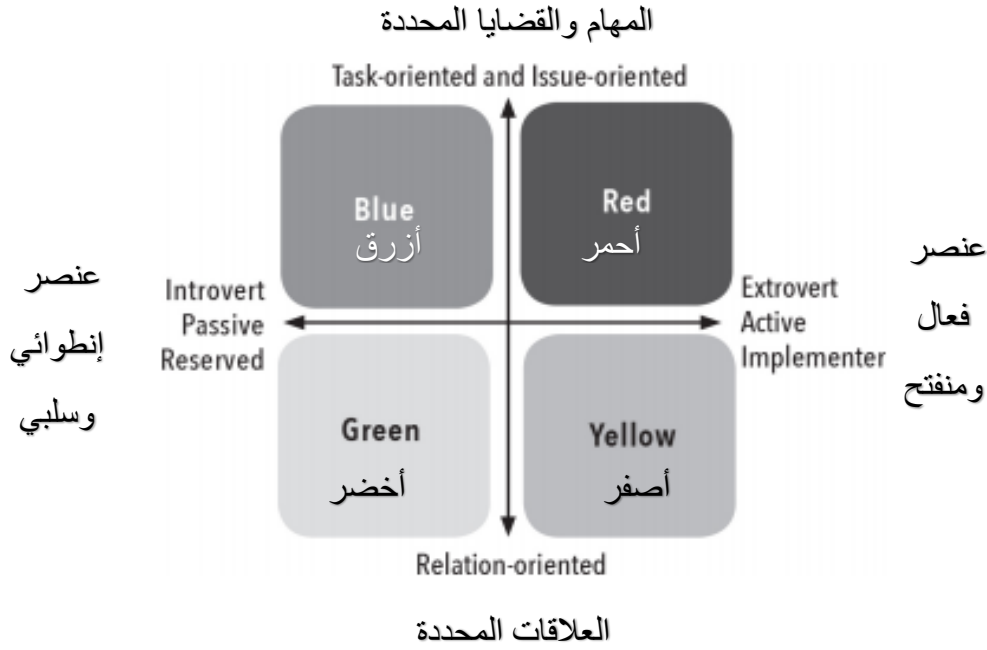 المهام والقضايا المحددة
Task-oriented and Issue-oriented
Blue
أزرق
Red
أحمر
عنصر
إنطوائي
وسلبي
Introvert
Passive
Reserved
Extrovert
Active
Implementer
عنصر
فعال
ومنفتح
Green
أخضر
Yellow
أصفر
Relation-oriented
العلاقات المحددة